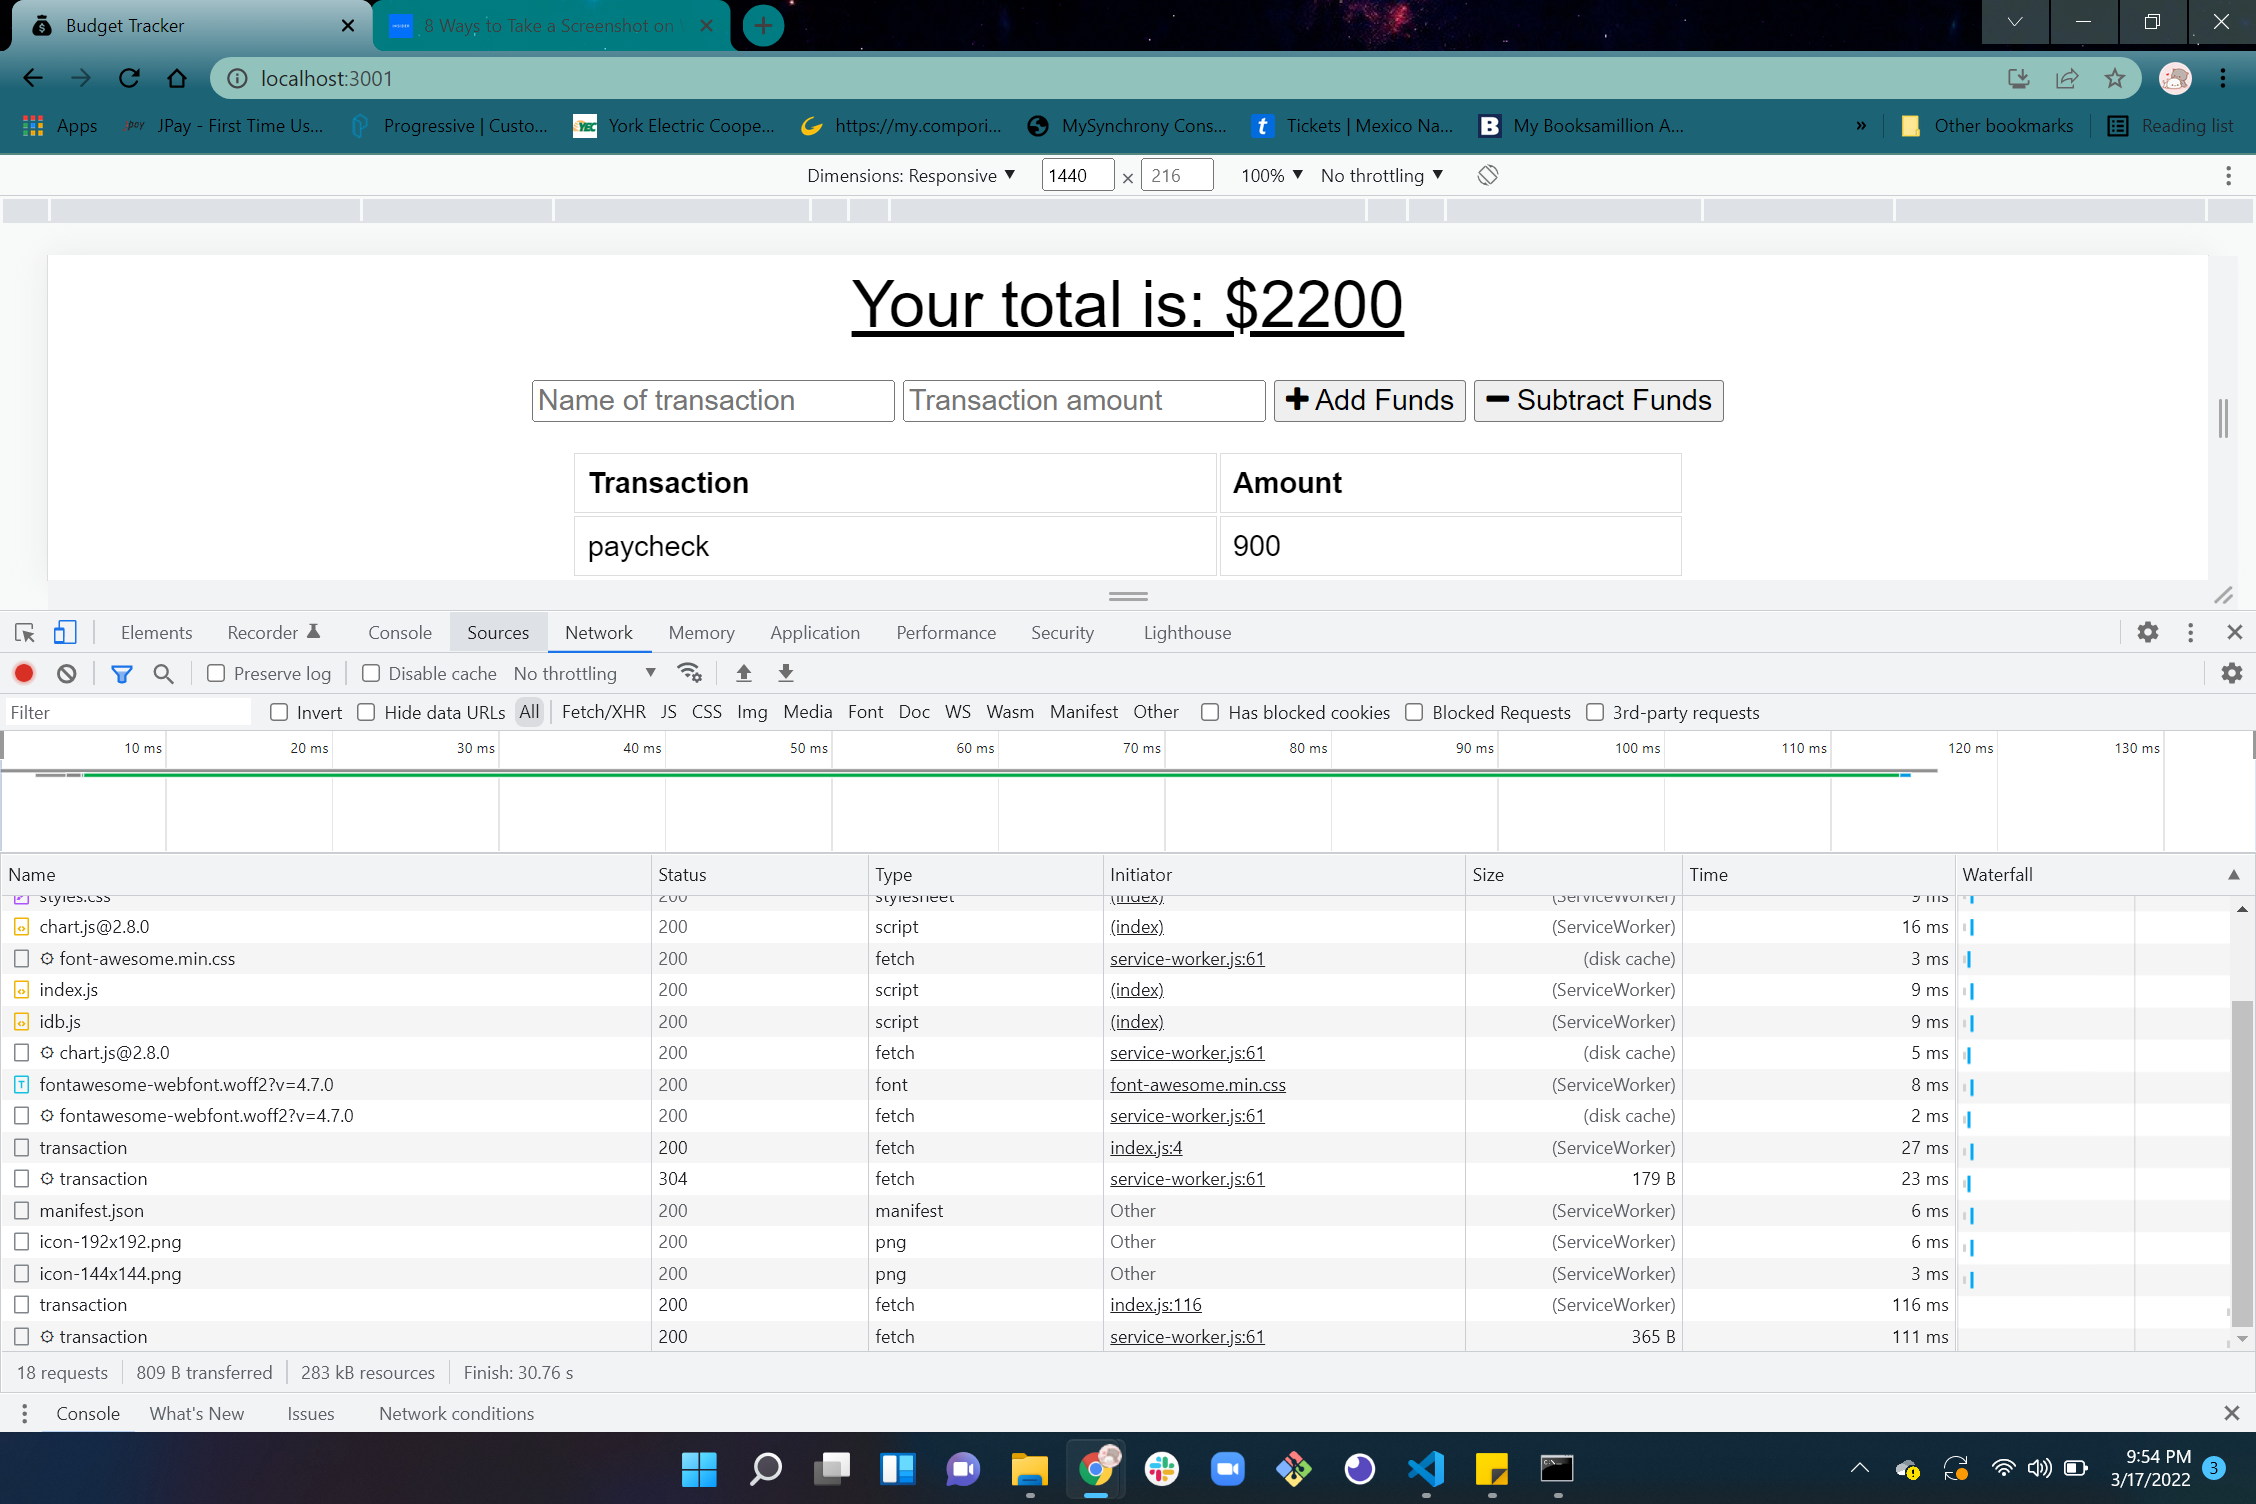 Budget Tracker
8 Ways to Take a Screenshot on
localhost:3001
Apps
JPay - First Time Us...
Progressive | Custo...
York Electric Coope...
https://my.compori...
MySynchrony Cons...
Tickets | Mexico Na...
My Booksamillion A...
»
Other bookmarks
Reading list
Dimensions: Responsive 1440 × 216 100% No throttling
Your total is: $2200
Name of transaction Transaction amount Add Funds Subtract Funds
Transaction Amount
paycheck 900
Elements Recorder Console Sources Network Memory Application Performance Security Lighthouse
Preserve log Disable cache No throttling
Filter Invert Hide data URLs All Fetch/XHR JS CSS Img Media Font Doc WS Wasm Manifest Other Has blocked cookies Blocked Requests 3rd-party requests
10 ms 20 ms 30 ms 40 ms 50 ms 60 ms 70 ms 80 ms 90 ms 100 ms 110 ms 120 ms 130 ms
Name Status Type Initiator Size Time Waterfall
styles.css 200 stylesheet (index) (ServiceWorker) 9 ms
chart.js@2.8.0 200 script (index) (ServiceWorker) 16 ms
font-awesome.min.css 200 fetch service-worker.js:61 (disk cache) 3 ms
index.js 200 script (index) (ServiceWorker) 9 ms
idb.js 200 script (index) (ServiceWorker) 9 ms
chart.js@2.8.0 200 fetch service-worker.js:61 (disk cache) 5 ms
fontawesome-webfont.woff2?v=4.7.0 200 font font-awesome.min.css (ServiceWorker) 8 ms
fontawesome-webfont.woff2?v=4.7.0 200 fetch service-worker.js:61 (disk cache) 2 ms
transaction 200 fetch index.js:4 (ServiceWorker) 27 ms
transaction 304 fetch service-worker.js:61 179 B 23 ms
manifest.json 200 manifest Other (ServiceWorker) 6 ms
icon-192x192.png 200 png Other (ServiceWorker) 6 ms
icon-144x144.png 200 png Other (ServiceWorker) 3 ms
transaction 200 fetch index.js:116 (ServiceWorker) 116 ms
transaction 200 fetch service-worker.js:61 365 B 111 ms
18 requests 809 B transferred 283 kB resources Finish: 30.76 s
Console What's New Issues Network conditions
9:54 PM
3/17/2022
3